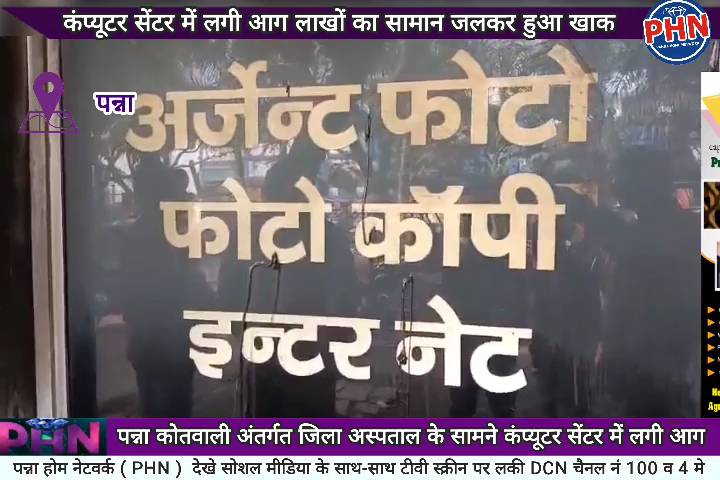 कंप्यूटर सेंटर में लगी आग लाखों का सामान जलकर हुआ खाक
PHN
पन्ना
अर्जेन्ट फोटो
फोटो कॉपी
इन्टर नेट
PHN
पन्ना कोतवाली अंतर्गत जिला अस्पताल के सामने कंप्यूटर सेंटर में लगी आग
पन्ना होम नेटवर्क ( PHN ) देखे सोशल मीडिया के साथ-साथ टीवी स्क्रीन पर लकी DCN चैनल नं 100 व 4 मे